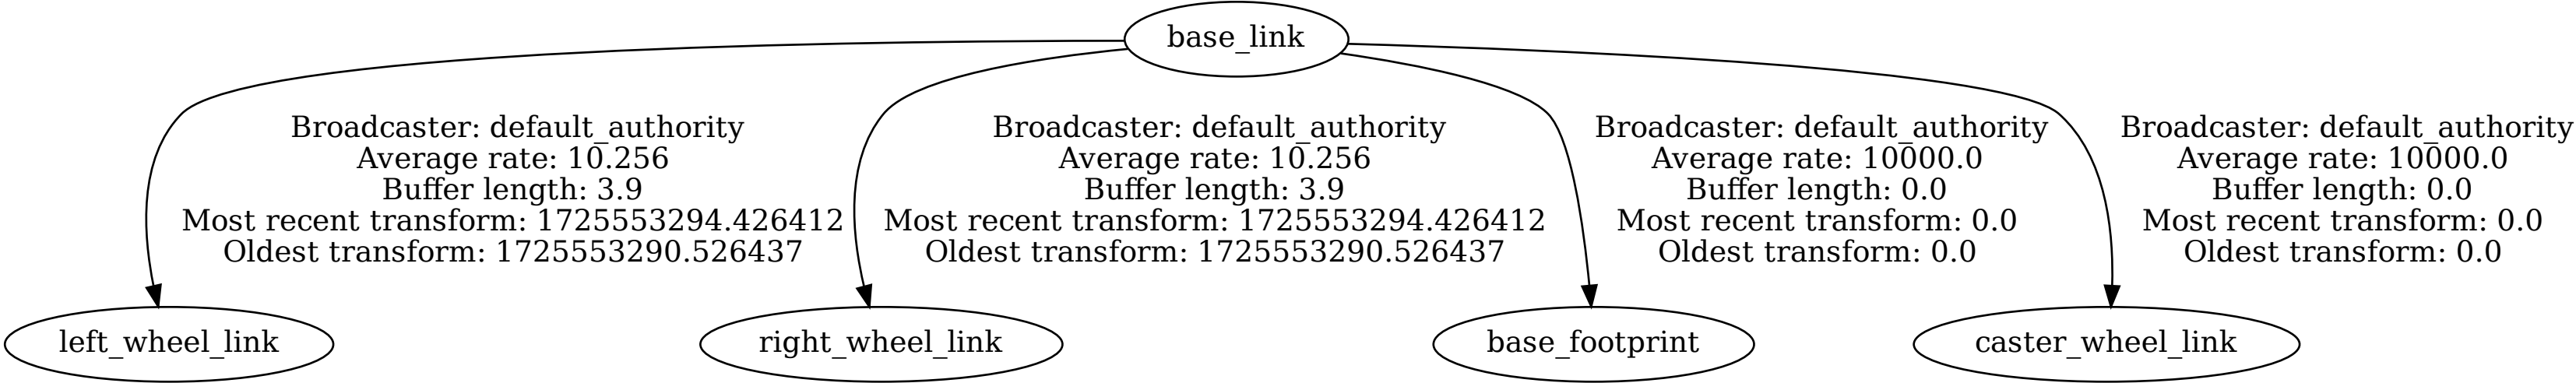 base_link
Broadcaster: default_authority
Average rate: 10.256
Buffer length: 3.9
Most recent transform: 1725553294.426412
Oldest transform: 1725553290.526437
Broadcaster: default_authority
Average rate: 10.256
Buffer length: 3.9
Most recent transform: 1725553294.426412
Oldest transform: 1725553290.526437
Broadcaster: default_authority
Average rate: 10000.0
Buffer length: 0.0
Most recent transform: 0.0
Oldest transform: 0.0
Broadcaster: default_authority
Average rate: 10000.0
Buffer length: 0.0
Most recent transform: 0.0
Oldest transform: 0.0
left_wheel_link
right_wheel_link
base_footprint
caster_wheel_link